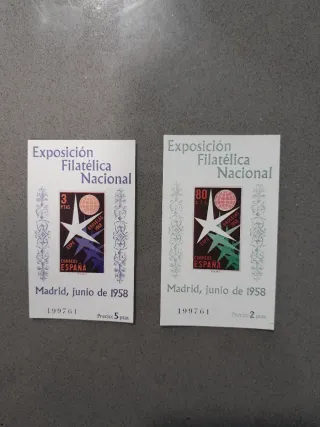 Exposición
Filatélica
Nacional
3
PTAS
CORREOS
ESPAÑA
Madrid, junio de 1958
199761
Precio: 5 ptas
Exposición
Filatélica
Nacional
80
CTS
CORREOS
ESPAÑA
Madrid, junio de 1958
199761
Precio: 2 ptas